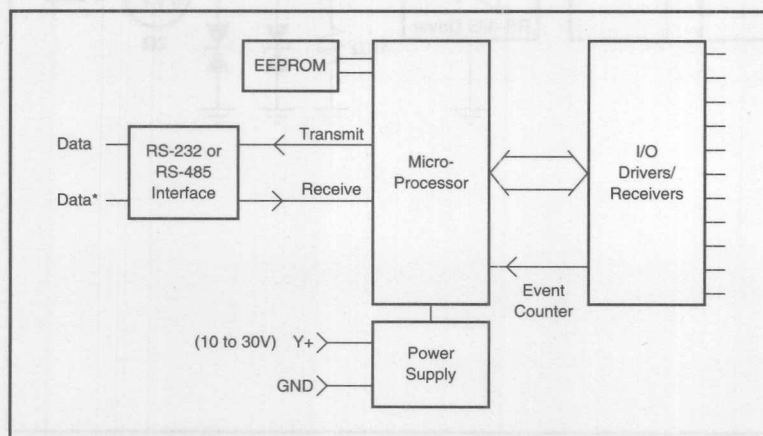 EEPROM
Data
RS-232 or
RS-485
Interface
Data*
Transmit
Receive
Micro-
Processor
I/O
Drivers/
Receivers
Event
Counter
(10 to 30V) Y+
GND
Power
Supply